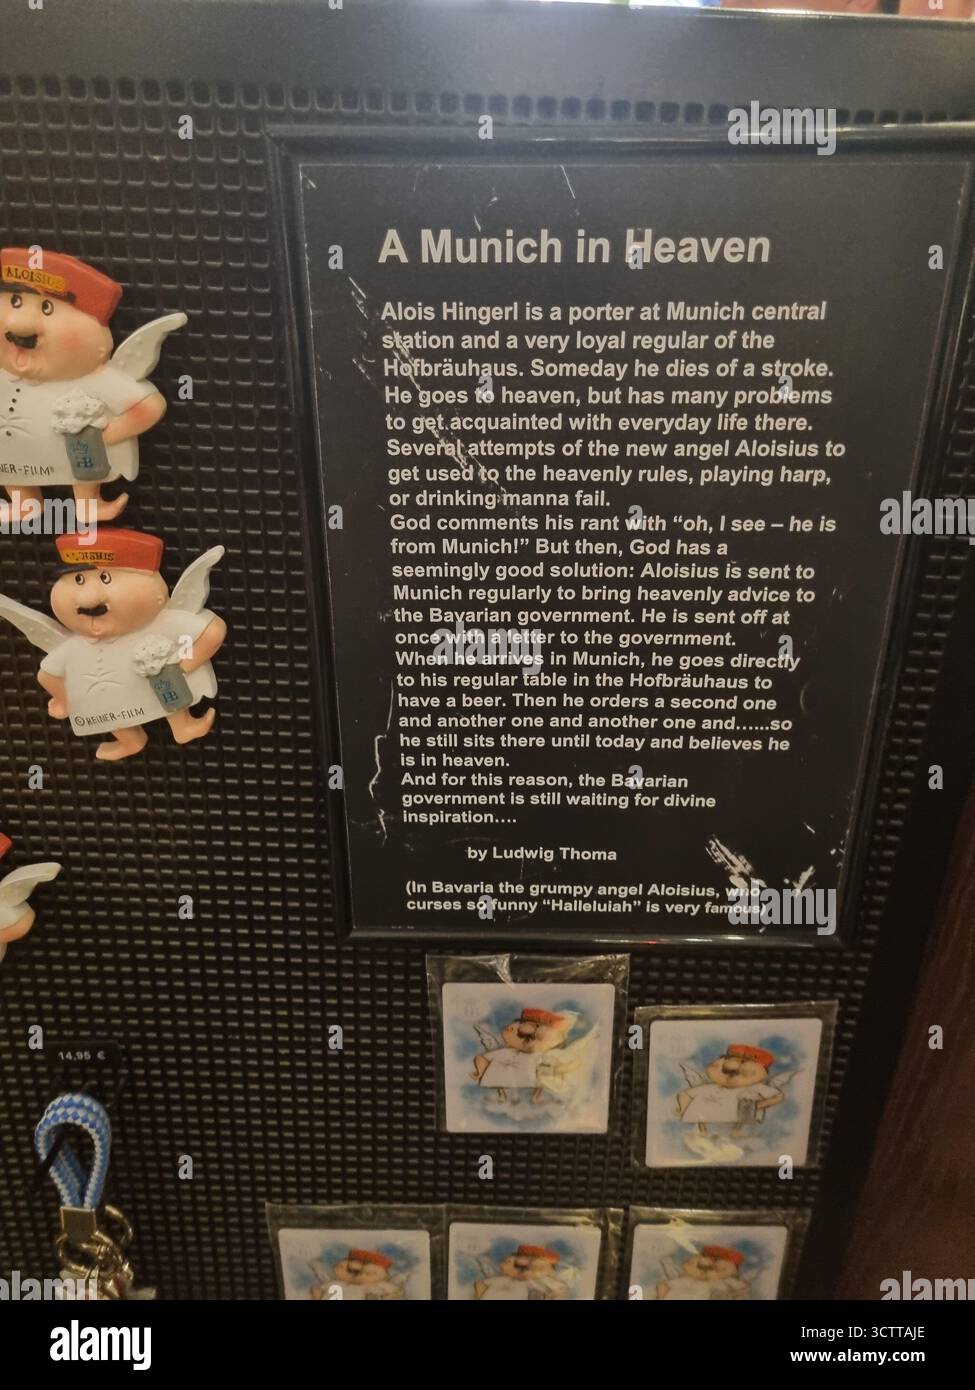 A Munich in Heaven
Alois Hingerl is a porter at Munich central
station and a very loyal regular of the
Hofbräuhaus. Someday he dies of a stroke.
He goes to heaven, but has many problems
to get acquainted with everyday life there.
Several attempts of the new angel Aloisius to
get used to the heavenly rules, playing harp,
or drinking manna fail.
God comments his rant with “oh, I see – he is
from Munich!” But then, God has a
seemingly good solution: Aloisius is sent to
Munich regularly to bring heavenly advice to
the Bavarian government. He is sent off at
once with a letter to the government.
When he arrives in Munich, he goes directly
to his regular table in the Hofbräuhaus to
have a beer. Then he orders a second one
and another one and another one and…...so
he still sits there until today and believes he
is in heaven.
And for this reason, the Bavarian
government is still waiting for divine
inspiration….
by Ludwig Thoma
(In Bavaria the grumpy angel Aloisius, who
curses so funny “Halleluiah” is very famous)
ALOISIUS
HB
NER-FILM®
©REINER-FILM
14,95 €
alamy
Image ID: 3CTTAJE
www.alamy.com